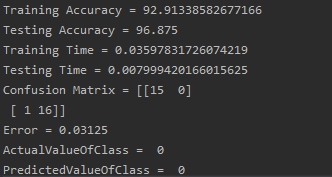 Training Accuracy = 92.91338582677166
Testing Accuracy = 96.875
Training Time = 0.03597831726074219
Testing Time = 0.007999420166015625
Confusion Matrix = [[15  0]
 [ 1 16]]
Error = 0.03125
ActualValueOfClass =  0
PredictedValueOfClass =  0